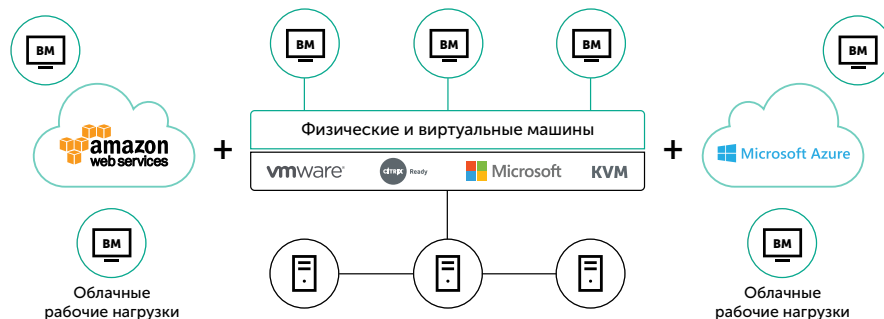 ВМ
ВМ
ВМ
ВМ
ВМ
amazon
web services
+
Физические и виртуальные машины
vmware®
citrix Ready
Microsoft
KVM
+
Microsoft Azure
ВМ
Облачные
рабочие нагрузки
ВМ
Облачные
рабочие нагрузки